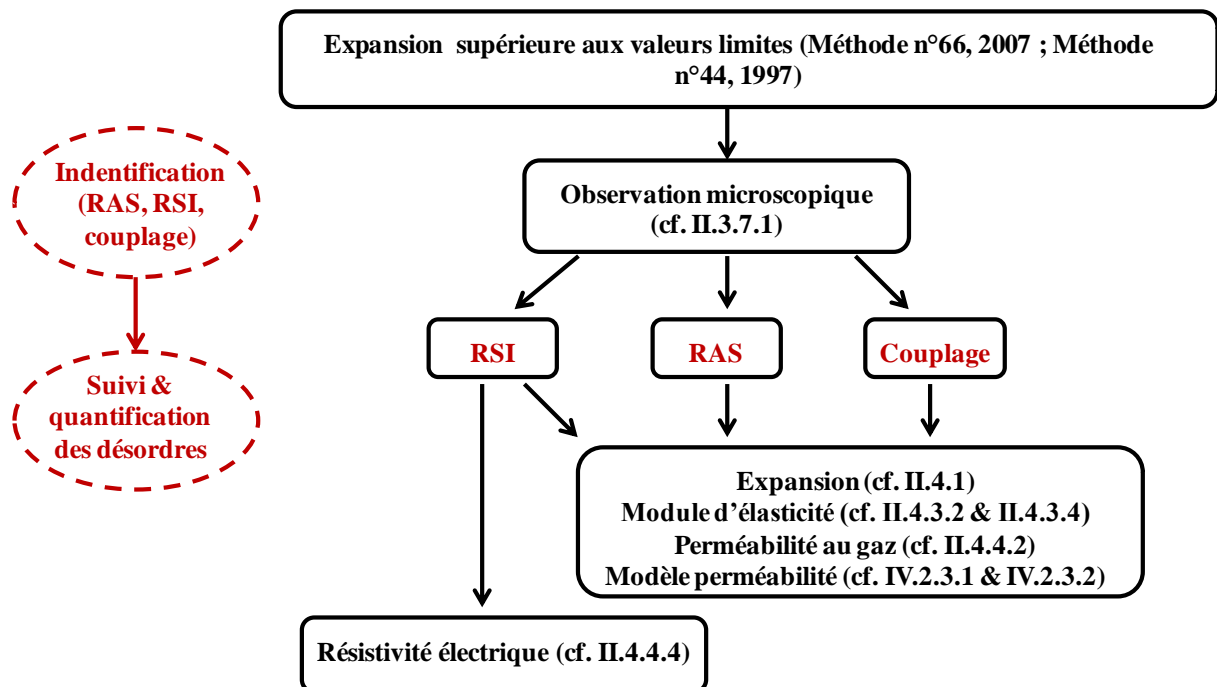 Expansion supérieure aux valeurs limites (Méthode n°66, 2007 ; Méthode
n°44, 1997)
Indentification
(RAS, RSI,
couplage)
Observation microscopique
(cf. II.3.7.1)
RSI
RAS
Couplage
Suivi &
quantification
des désordres
Expansion (cf. II.4.1)
Module d’élasticité (cf. II.4.3.2 & II.4.3.4)
Perméabilité au gaz (cf. II.4.4.2)
Modèle perméabilité (cf. IV.2.3.1 & IV.2.3.2)
Résistivité électrique (cf. II.4.4.4)